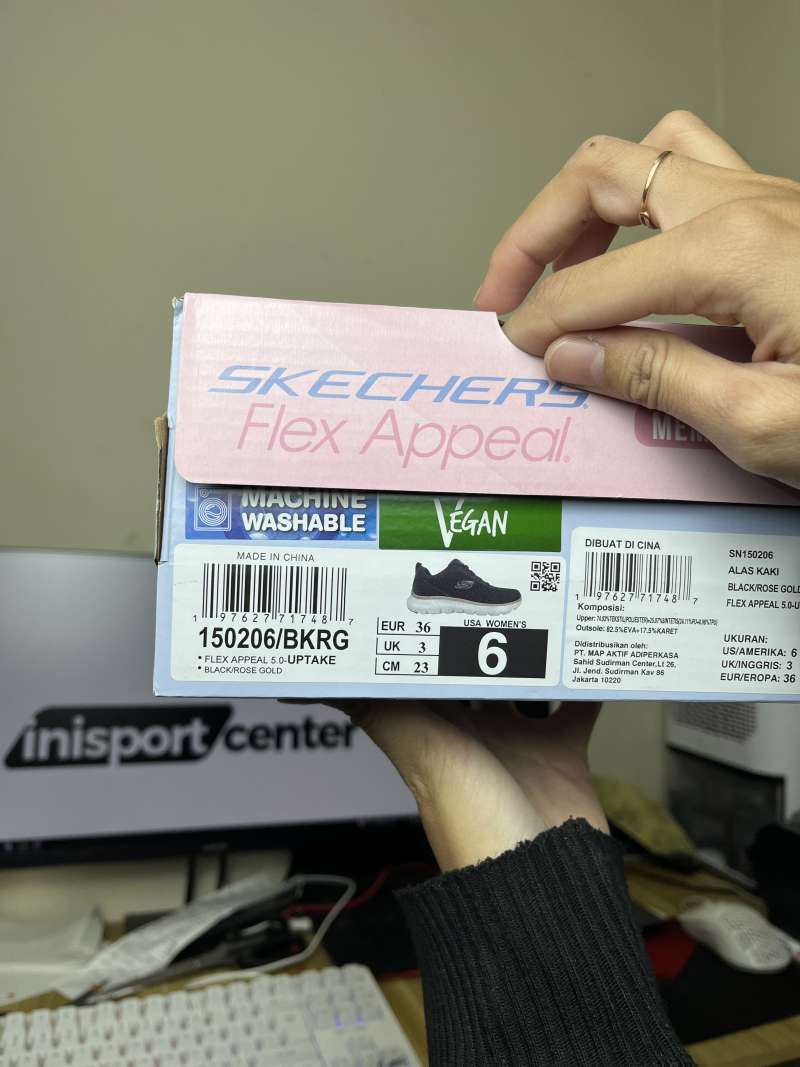 SKECHERS
Flex Appeal.
MACHINE
WASHABLE
VEGAN
MADE IN CHINA
1 97627 71748 7
150206/BKRG
• FLEX APPEAL 5.0-UPTAKE
• BLACK/ROSE GOLD
EUR 36
UK 3
CM 23
USA WOMEN'S
6
DIBUAT DI CINA
1 97627 71748 7
Komposisi:
Outsole: 82.5%EVA+17.5%KARET
Didistribusikan oleh:
PT. MAP AKTIF ADIPERKASA
Sahid Sudirman Center,Lt 26,
Jl. Jend. Sudirman Kav 86
Jakarta 10220
SN150206
ALAS KAKI
BLACK/ROSE GOLD
FLEX APPEAL 5.0-U
UKURAN:
US/AMERIKA: 6
UK/INGGRIS: 3
EUR/EROPA: 36
inisport center